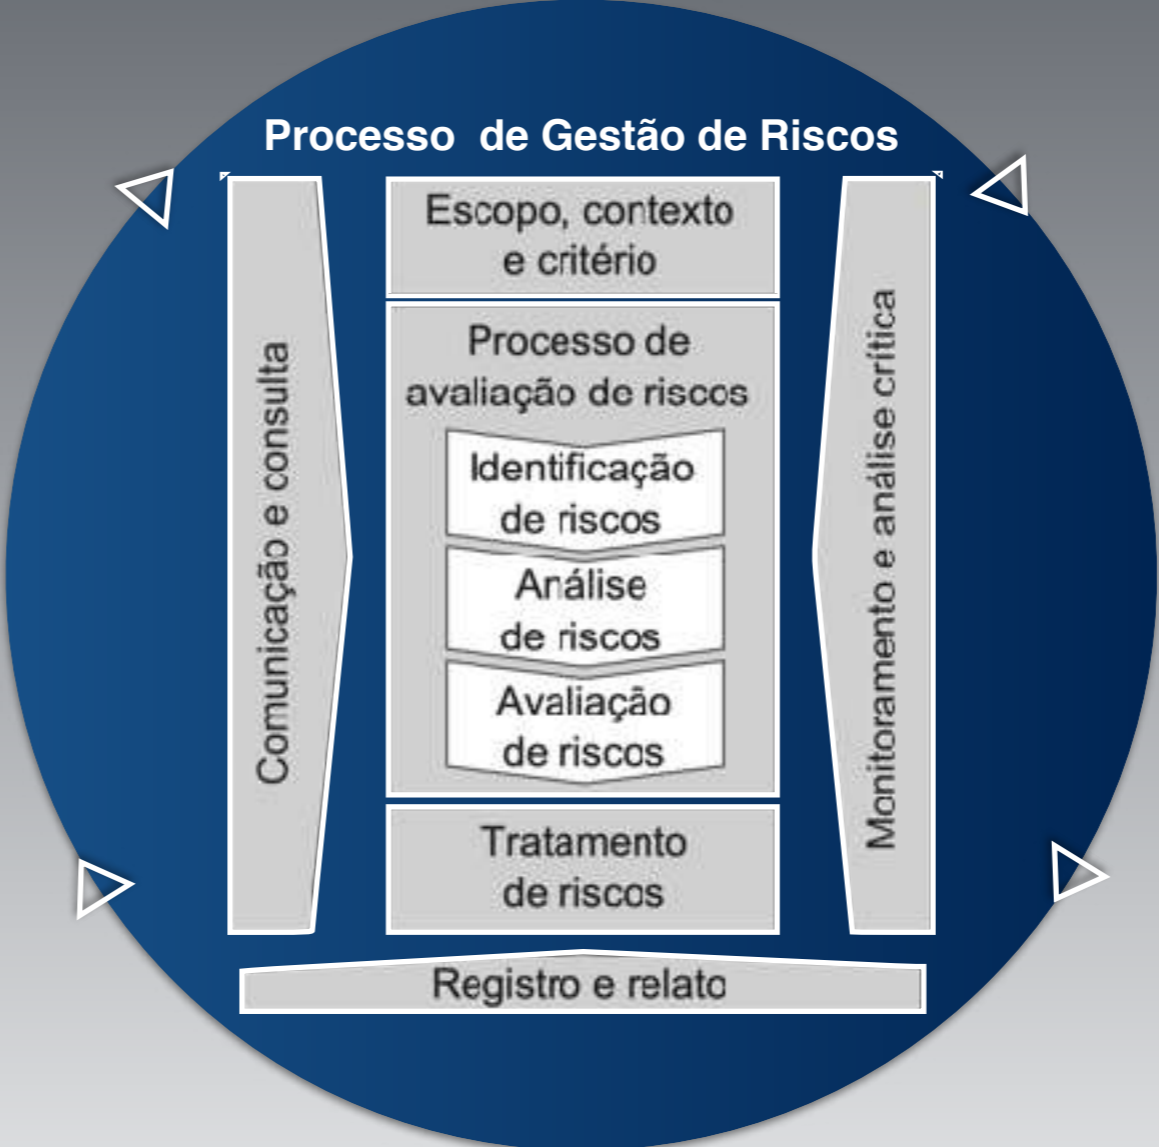 Processo de Gestão de Riscos
Comunicação e consulta
Escopo, contexto
e critério
Processo de
avaliação de riscos
Identificação
de riscos
Análise
de riscos
Avaliação
de riscos
Tratamento
de riscos
Monitoramento e análise crítica
Registro e relato